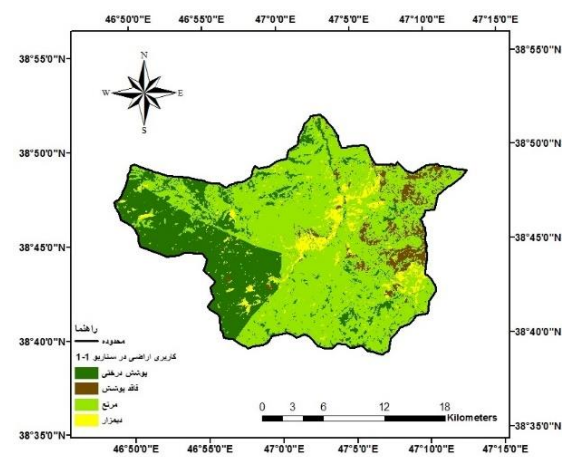 46°50'0"E 46°55'0"E 47°0'0"E 47°5'0"E 47°10'0"E 47°15'0"E
38°55'0"N 38°55'0"N
N
W E
S
38°50'0"N 38°50'0"N
38°45'0"N 38°45'0"N
38°40'0"N 38°40'0"N
38°35'0"N 38°35'0"N
راهنما
محدوده
کاربری اراضی در سناریو 1-1
پوشش درختی
فاقد پوشش
مرتع
دیمزار
0 3 6 12 18
Kilometers
46°50'0"E 46°55'0"E 47°0'0"E 47°5'0"E 47°10'0"E 47°15'0"E